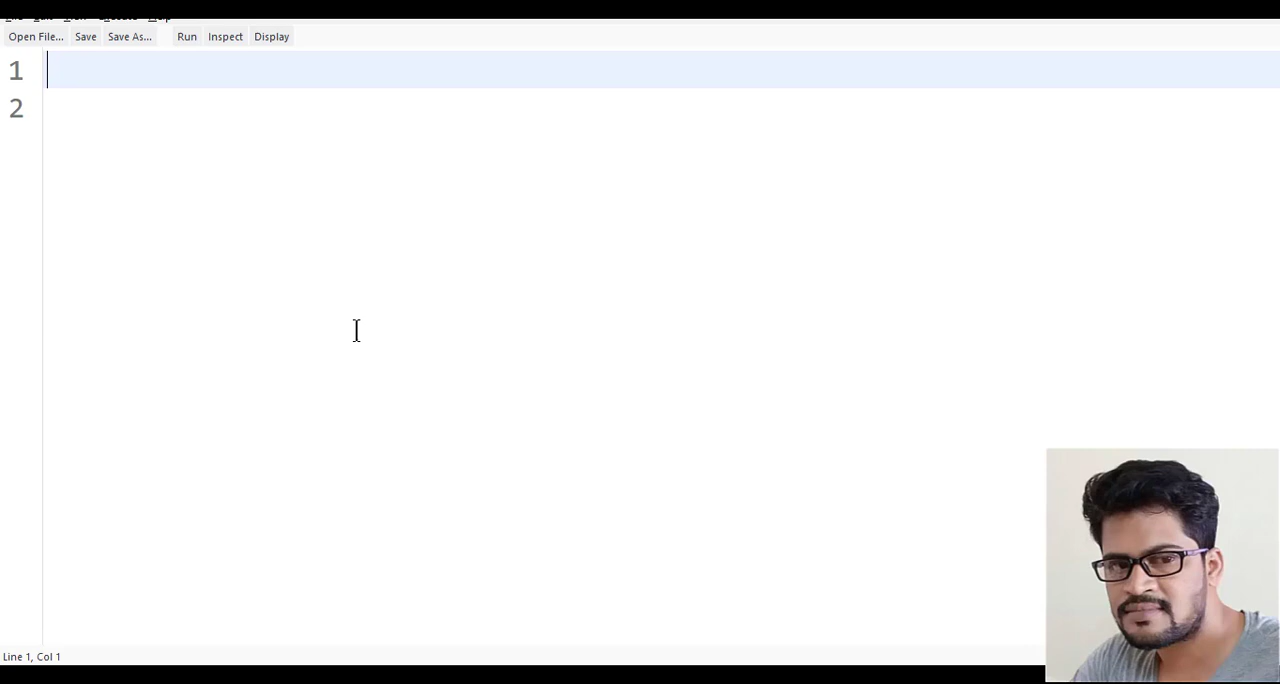 Open File... Save Save As... Run Inspect Display
1
2
Line 1, Col 1